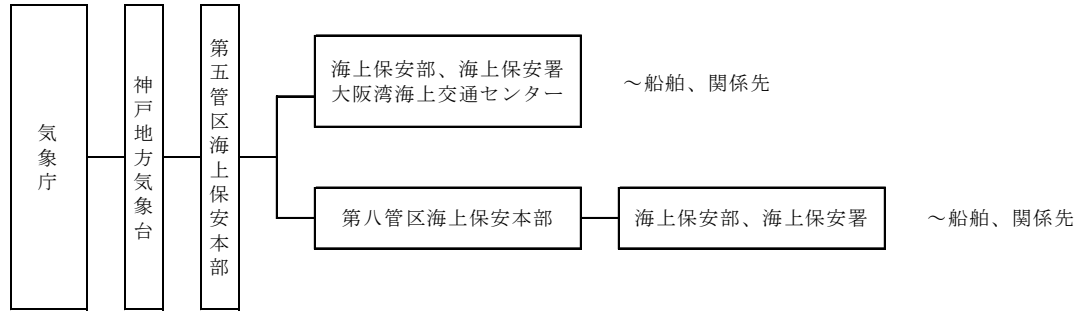 気象庁
神戸地方気象台
第五管区海上保安本部
海上保安部、海上保安署
大阪湾海上交通センター
～船舶、関係先
第八管区海上保安本部
海上保安部、海上保安署
～船舶、関係先